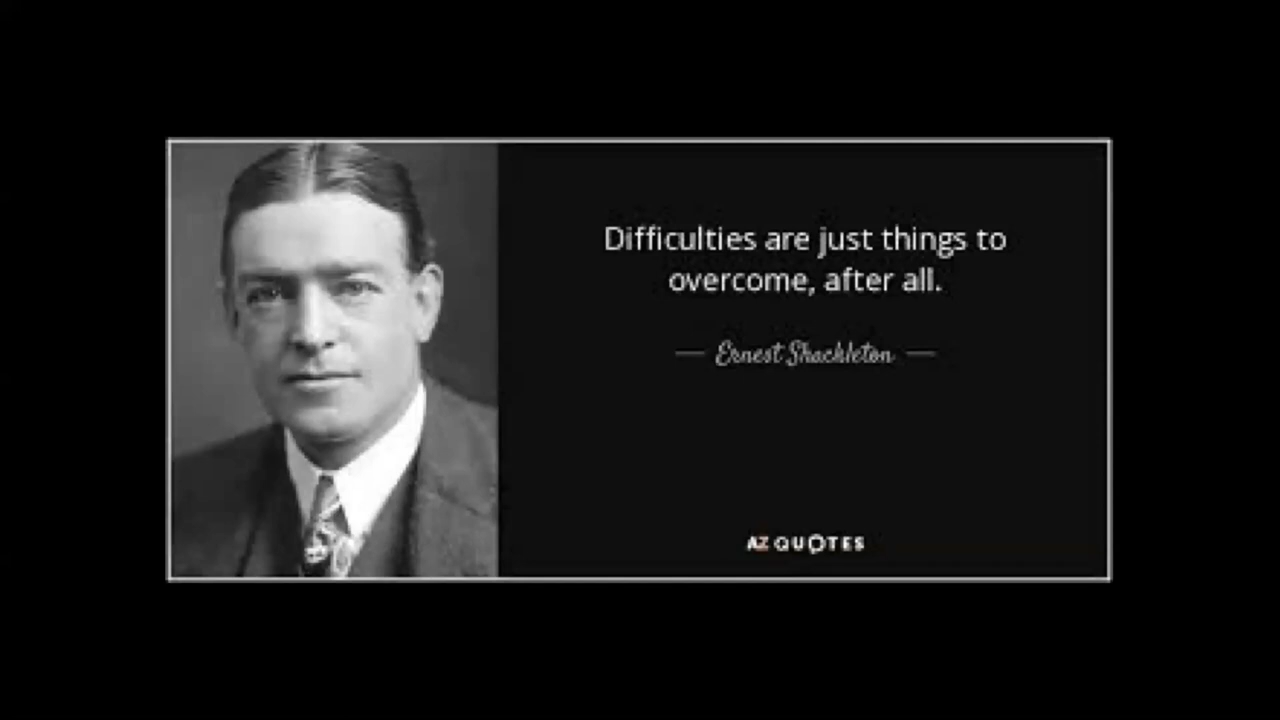 Difficulties are just things to
overcome, after all.
— Ernest Shackleton —
AZ QUOTES